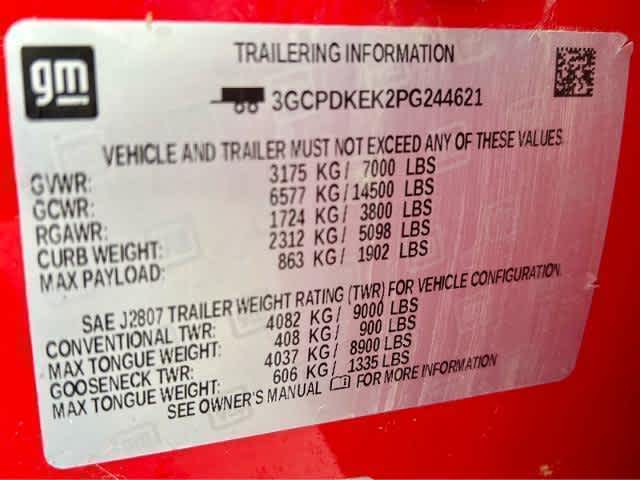 gm
TRAILERING INFORMATION
3GCPDKEK2PG244621
VEHICLE AND TRAILER MUST NOT EXCEED ANY OF THESE VALUES.
GVWR: 3175 KG/ 7000 LBS
GCWR: 6577 KG/14500 LBS
RGAWR: 1724 KG/ 3800 LBS
CURB WEIGHT: 2312 KG/ 5098 LBS
MAX PAYLOAD: 863 KG/ 1902 LBS
SAE J2807 TRAILER WEIGHT RATING (TWR) FOR VEHICLE CONFIGURATION.
CONVENTIONAL TWR: 4082 KG/ 9000 LBS
MAX TONGUE WEIGHT: 408 KG/ 900 LBS
GOOSENECK TWR: 4037 KG/ 8900 LBS
MAX TONGUE WEIGHT: 606 KG/ 1335 LBS
SEE OWNER'S MANUAL FOR MORE INFORMATION